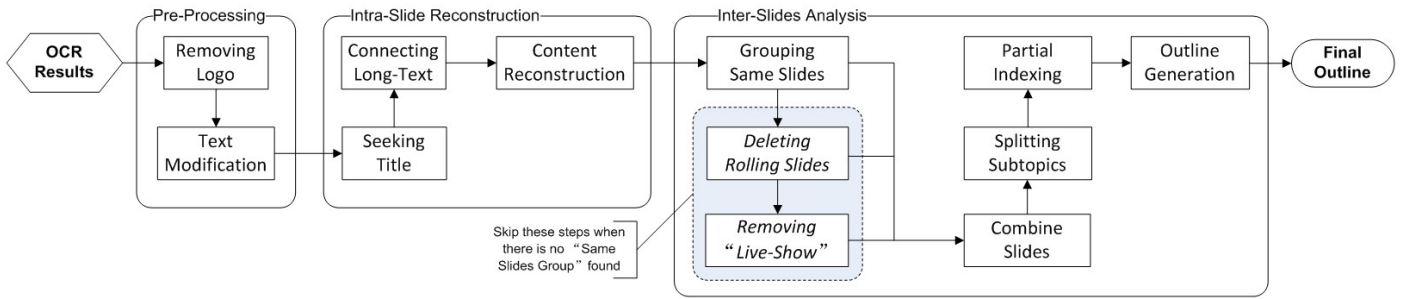 Pre-Processing
Intra-Slide Reconstruction
Inter-Slides Analysis
OCR
Results
Removing
Logo
Text
Modification
Connecting
Long-Text
Content
Reconstruction
Seeking
Title
Grouping
Same Slides
Deleting
Rolling Slides
Removing
“Live-Show”
Skip these steps when
there is no “Same
Slides Group” found
Partial
Indexing
Outline
Generation
Splitting
Subtopics
Combine
Slides
Final
Outline